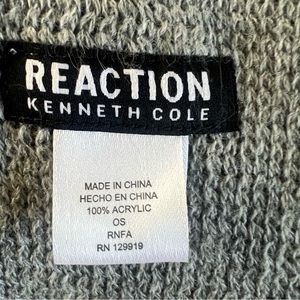 REACTION
KENNETH COLE
MADE IN CHINA
HECHO EN CHINA
100% ACRYLIC
OS
RNFA
RN 129919